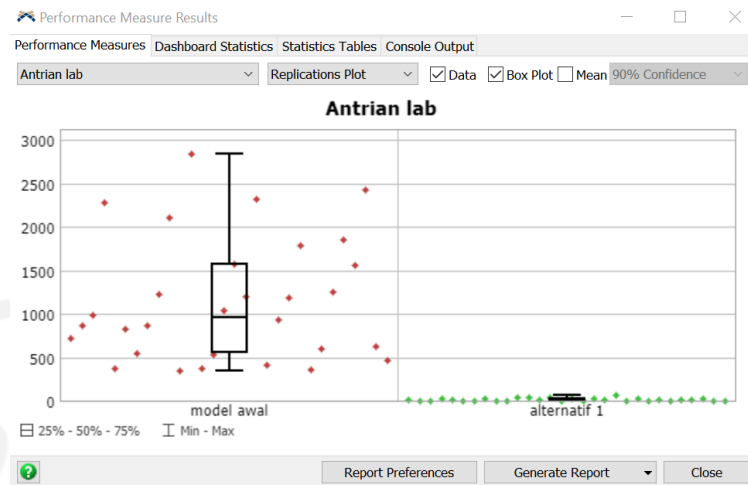 Performance Measure Results
Performance Measures Dashboard Statistics Statistics Tables Console Output
Antrian lab Replications Plot Data Box Plot Mean 90% Confidence
Antrian lab
3000
2500
2000
1500
1000
500
0
model awal alternatif 1
25% - 50% - 75% Min - Max
? Report Preferences Generate Report Close